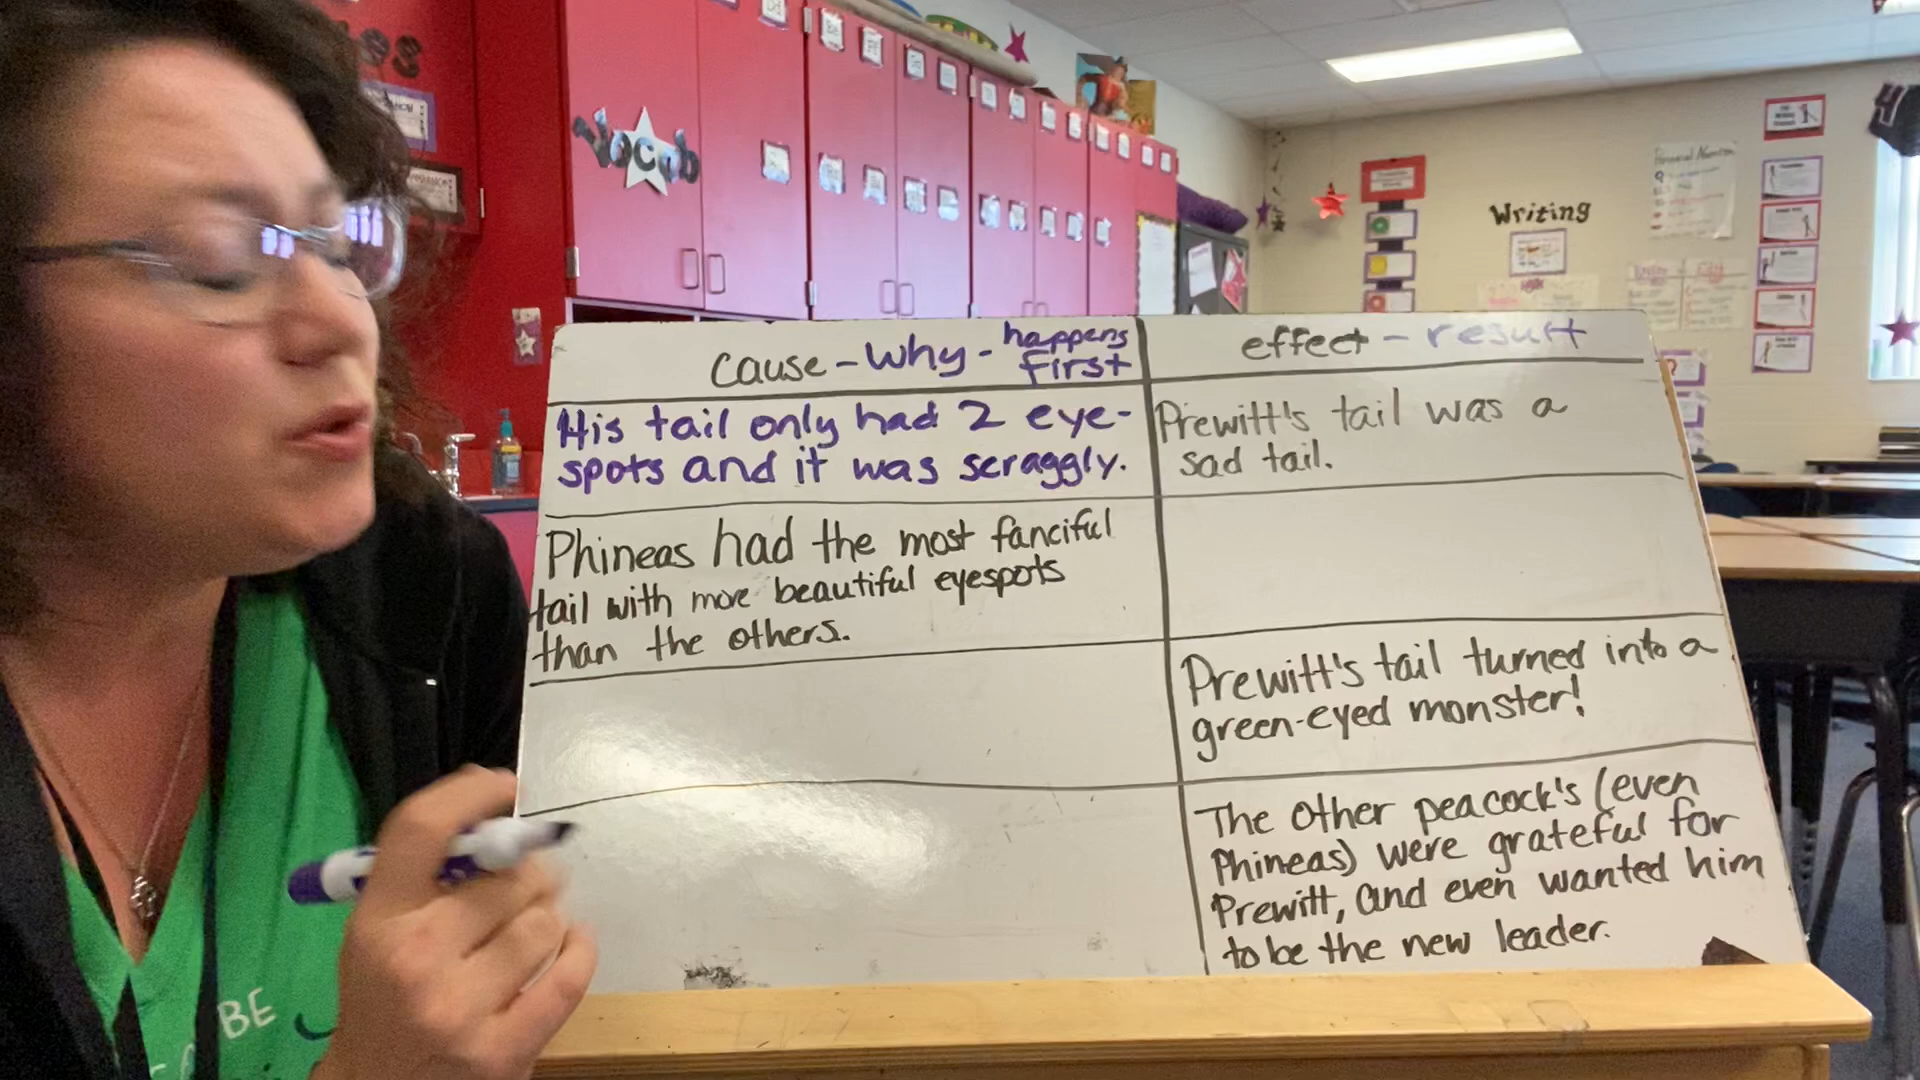 Vocab
Writing
cause - why - happens
first
effect - result
His tail only had 2 eye-
spots and it was scraggly.
Prewitt's tail was a
sad tail.
Phineas had the most fanciful
tail with more beautiful eyespots
than the others.
Prewitt's tail turned into a
green-eyed monster!
The other peacock's (even
Phineas) were grateful for
Prewitt, and even wanted him
to be the new leader.
BE